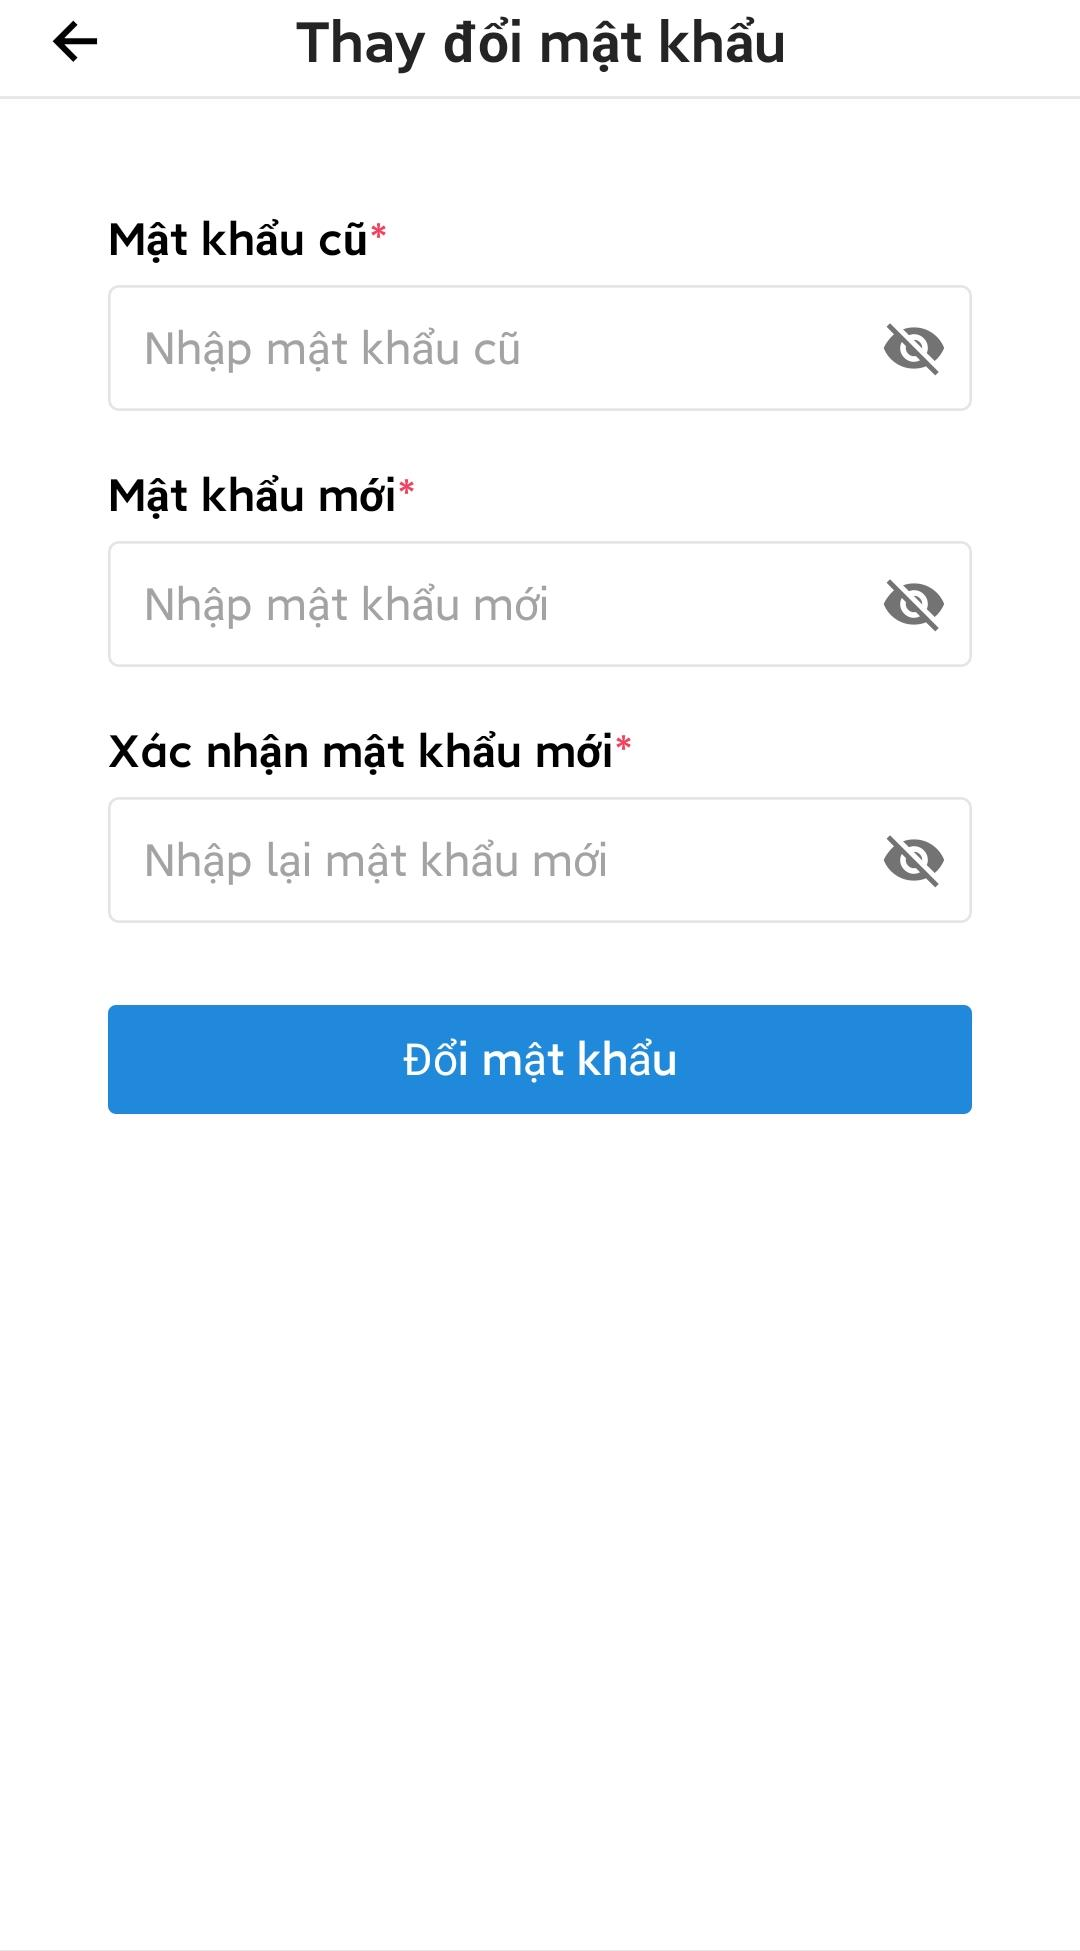 Thay đổi mật khẩu
Mật khẩu cũ*
Nhập mật khẩu cũ
Mật khẩu mới*
Nhập mật khẩu mới
Xác nhận mật khẩu mới*
Nhập lại mật khẩu mới
Đổi mật khẩu